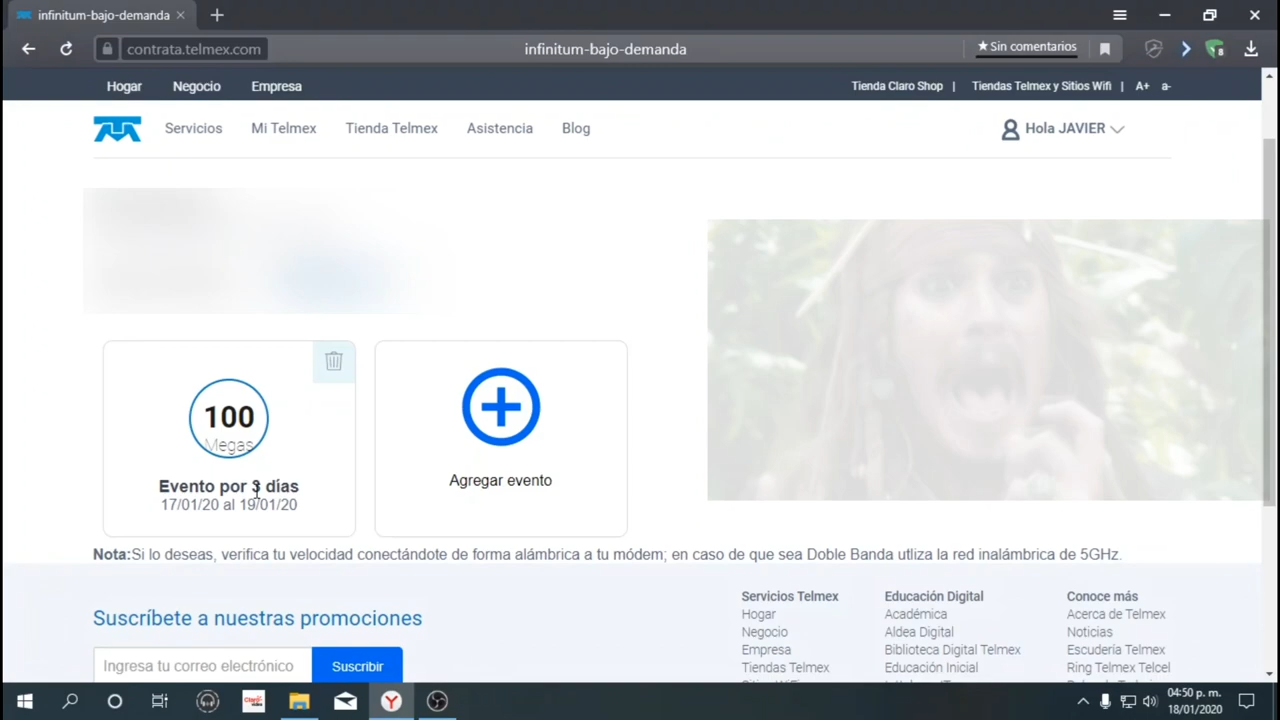 infinitum-bajo-demanda
contrata.telmex.com
infinitum-bajo-demanda
★Sin comentarios
8
Hogar Negocio Empresa
Tienda Claro Shop | Tiendas Telmex y Sitios Wifi | A+ a-
Servicios Mi Telmex Tienda Telmex Asistencia Blog
Hola JAVIER
100
Megas
Evento por 3 días
17/01/20 al 19/01/20
Agregar evento
Nota:Si lo deseas, verifica tu velocidad conectándote de forma alámbrica a tu módem; en caso de que sea Doble Banda utliza la red inalámbrica de 5GHz.
Suscríbete a nuestras promociones
Ingresa tu correo electrónico
Suscribir
Servicios Telmex
Hogar
Negocio
Empresa
Tiendas Telmex
Educación Digital
Académica
Aldea Digital
Biblioteca Digital Telmex
Educación Inicial
Conoce más
Acerca de Telmex
Noticias
Escudería Telmex
Ring Telmex Telcel
Claro
video
04:50 p. m.
18/01/2020